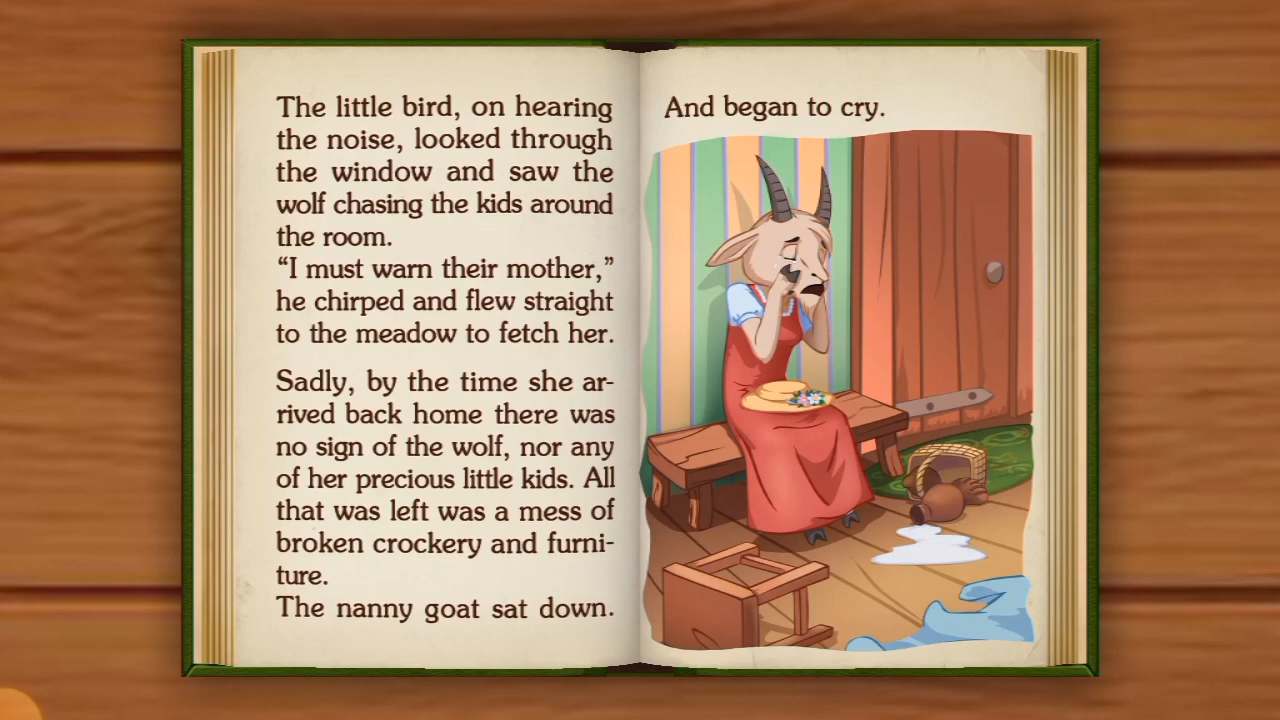 The little bird, on hearing
the noise, looked through
the window and saw the
wolf chasing the kids around
the room.
“I must warn their mother,”
he chirped and flew straight
to the meadow to fetch her.
Sadly, by the time she ar-
rived back home there was
no sign of the wolf, nor any
of her precious little kids. All
that was left was a mess of
broken crockery and furni-
ture.
The nanny goat sat down.
And began to cry.